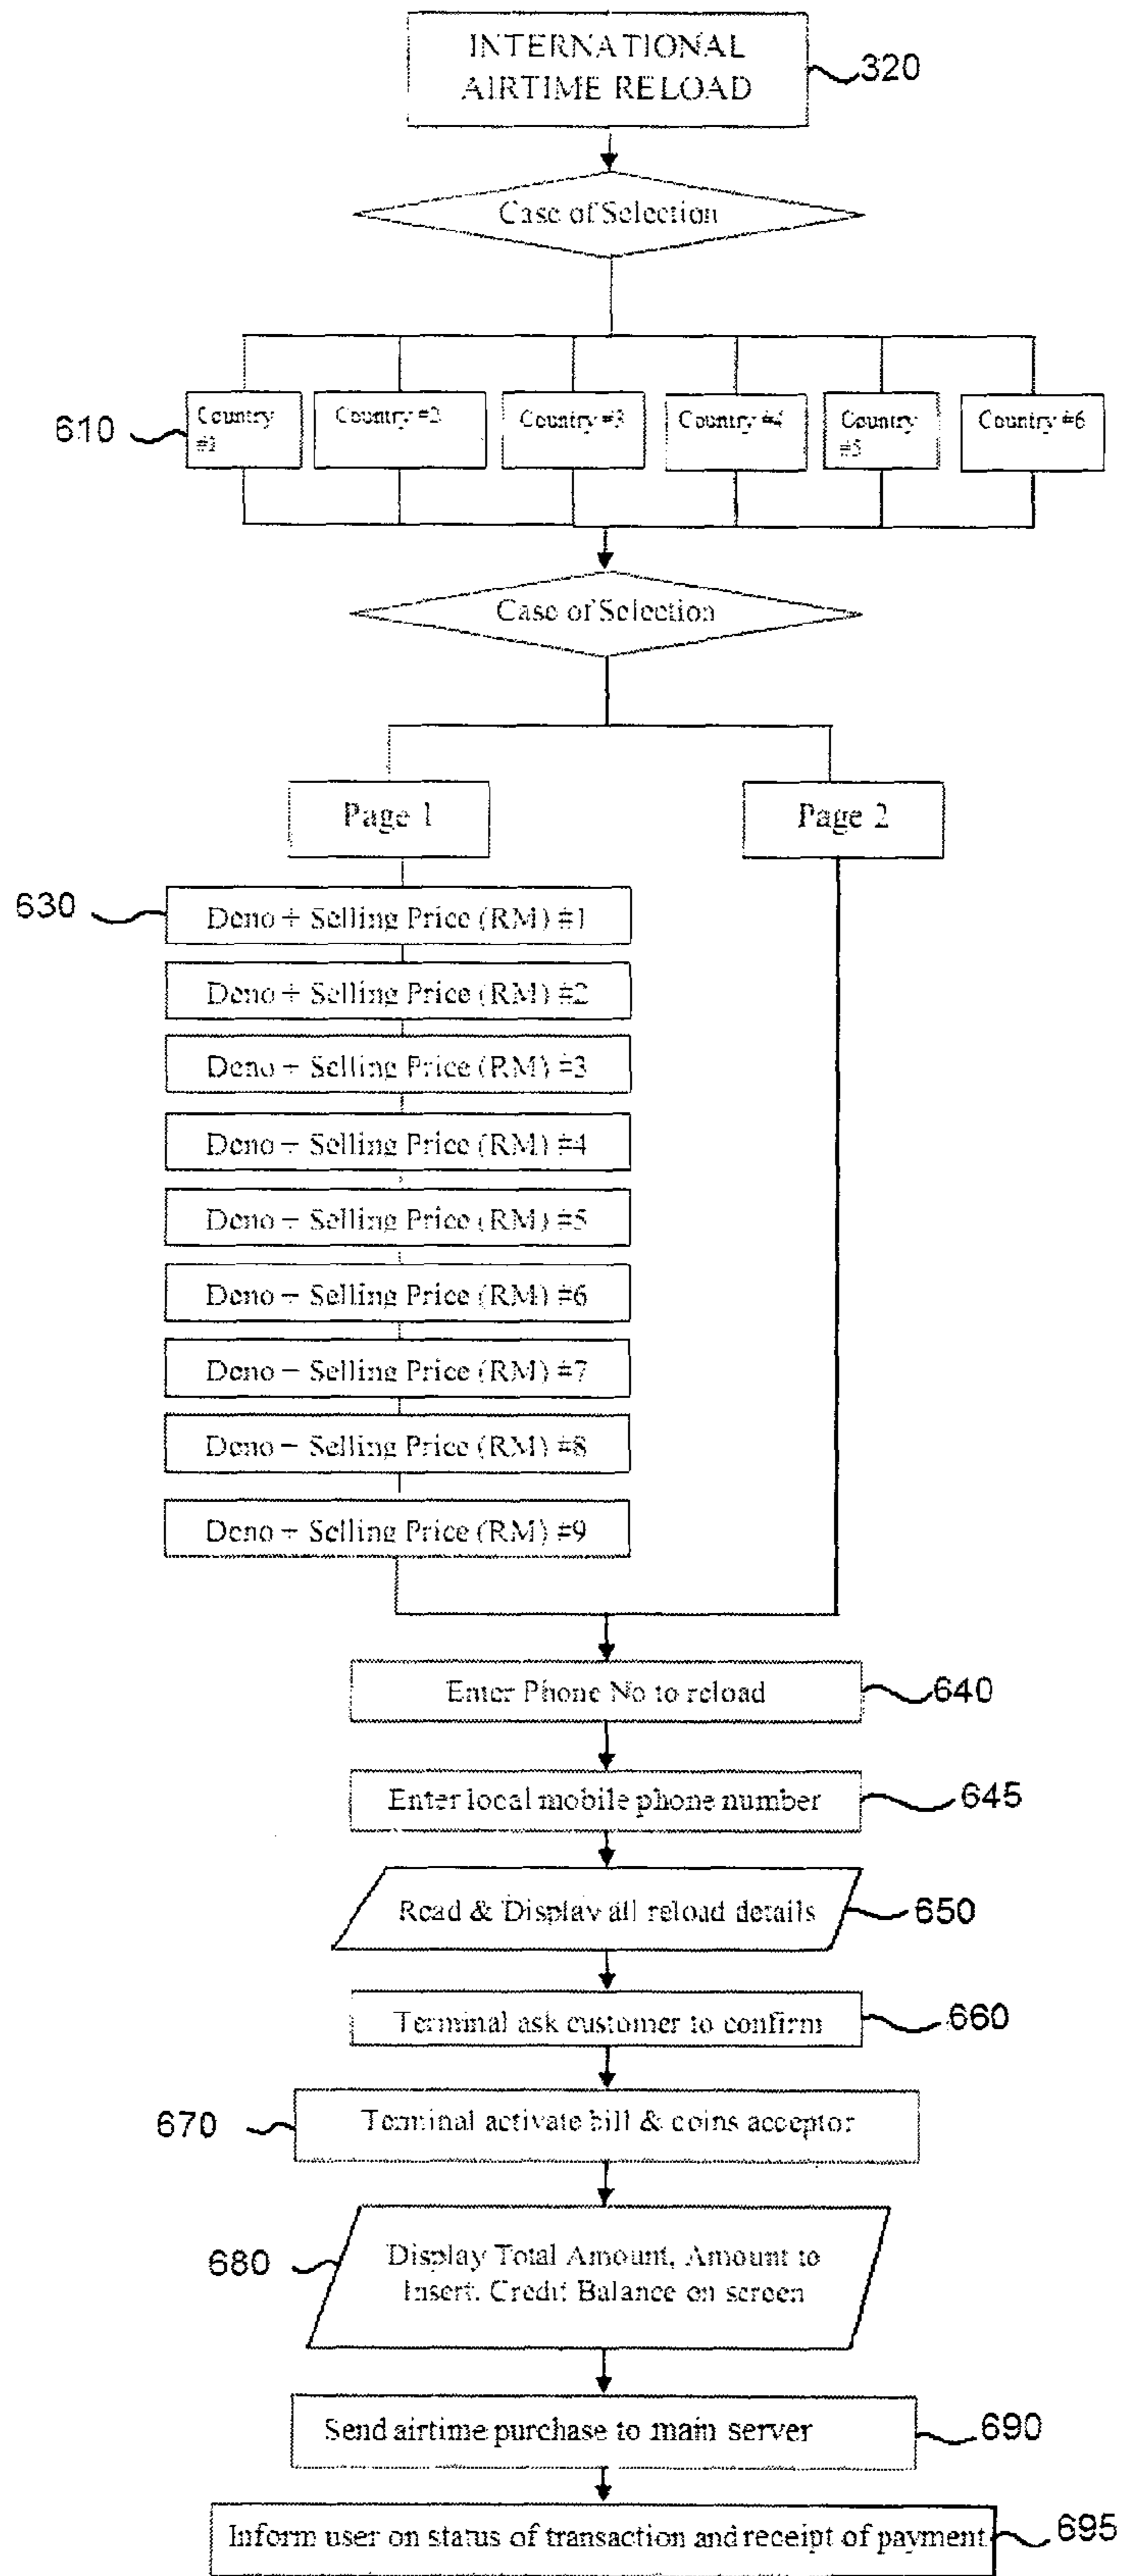 INTERNATIONAL
AIRTIME RELOAD
320
Case of Selection
610
Country
#1
Country #2
Country #3
Country #4
Country
#5
Country #6
Case of Selection
Page 1
Page 2
630
Deno + Selling Price (RM) #1
Deno + Selling Price (RM) #2
Deno + Selling Price (RM) #3
Deno + Selling Price (RM) #4
Deno + Selling Price (RM) #5
Deno + Selling Price (RM) #6
Deno + Selling Price (RM) #7
Deno + Selling Price (RM) #8
Deno + Selling Price (RM) #9
Enter Phone No to reload
640
Enter local mobile phone number
645
Read & Display all reload details
650
Terminal ask customer to confirm
660
670
Terminal activate bill & coins acceptor
680
Display Total Amount, Amount to
Insert, Credit Balance on screen
Send airtime purchase to main server
690
Inform user on status of transaction and receipt of payment
695